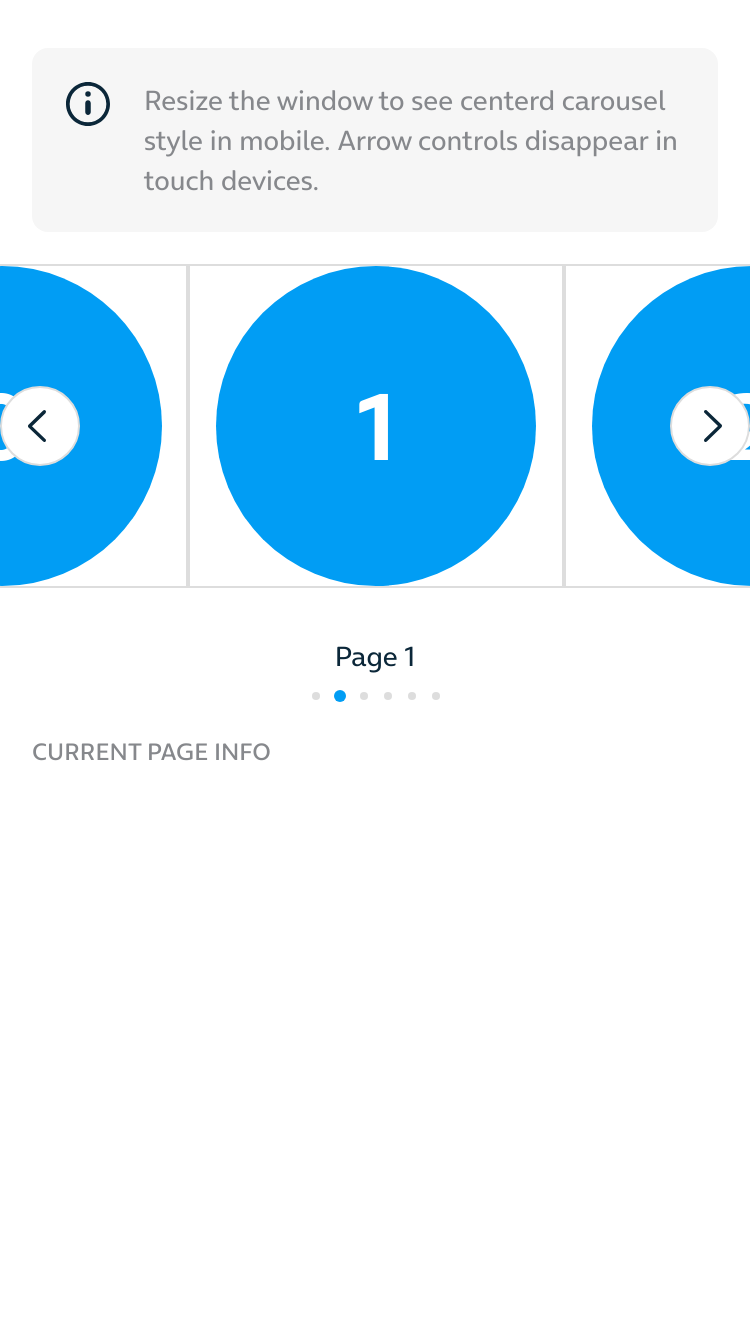 Resize the window to see centerd carousel
style in mobile. Arrow controls disappear in
touch devices.
1
Page 1
CURRENT PAGE INFO